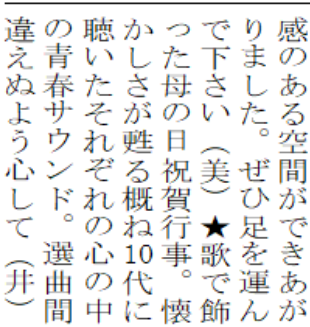 感のある空間ができあが
りました。ぜひ足を運ん
で下さい（美）★歌で飾
った母の日祝賀行事。懐
かしさが甦る概ね10代に
聴いたそれぞれの心の中
の青春サウンド。選曲間
違えぬよう心して（井）